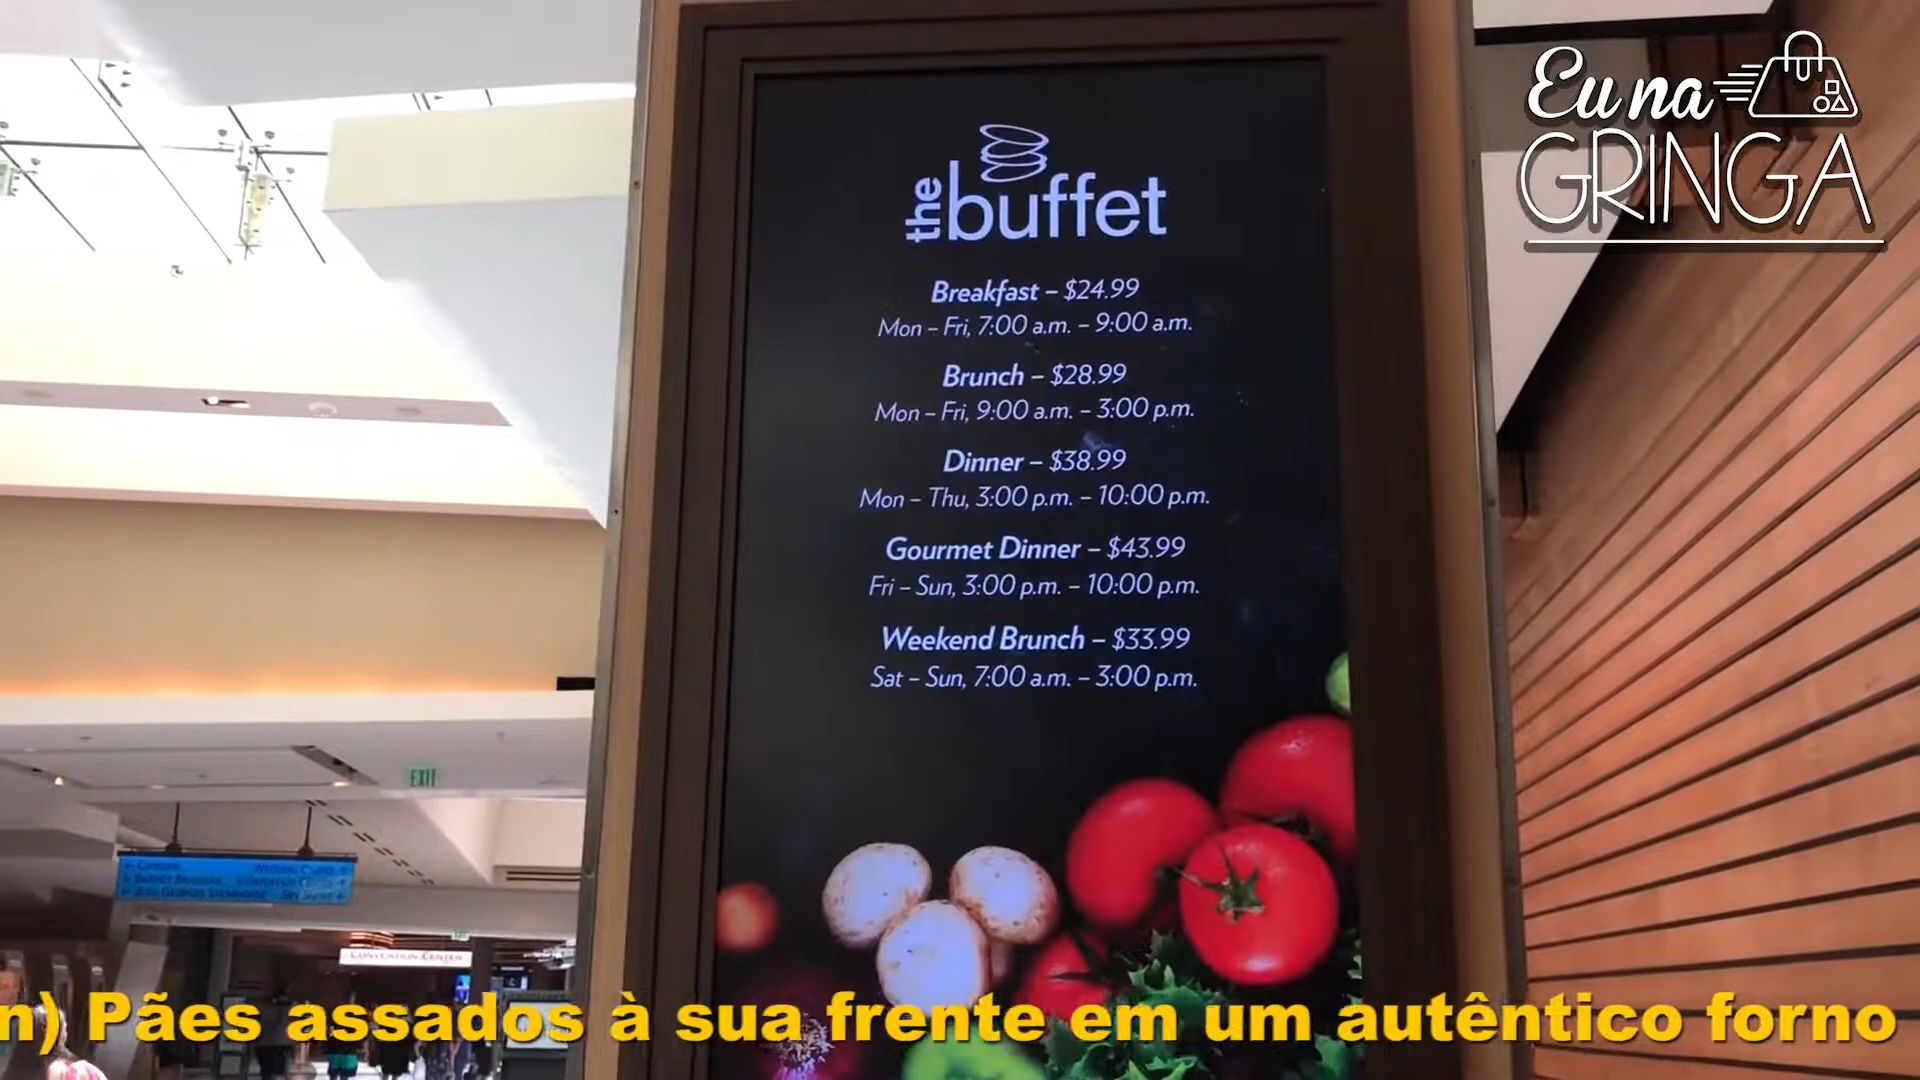 Eu na
GRINGA
the buffet
Breakfast – $24.99
Mon – Fri, 7:00 a.m. – 9:00 a.m.
Brunch – $28.99
Mon – Fri, 9:00 a.m. – 3:00 p.m.
Dinner – $38.99
Mon – Thu, 3:00 p.m. – 10:00 p.m.
Gourmet Dinner – $43.99
Fri – Sun, 3:00 p.m. – 10:00 p.m.
Weekend Brunch – $33.99
Sat – Sun, 7:00 a.m. – 3:00 p.m.
EXIT
CONVENTION CENTER
n) Pães assados à sua frente em um autêntico forno